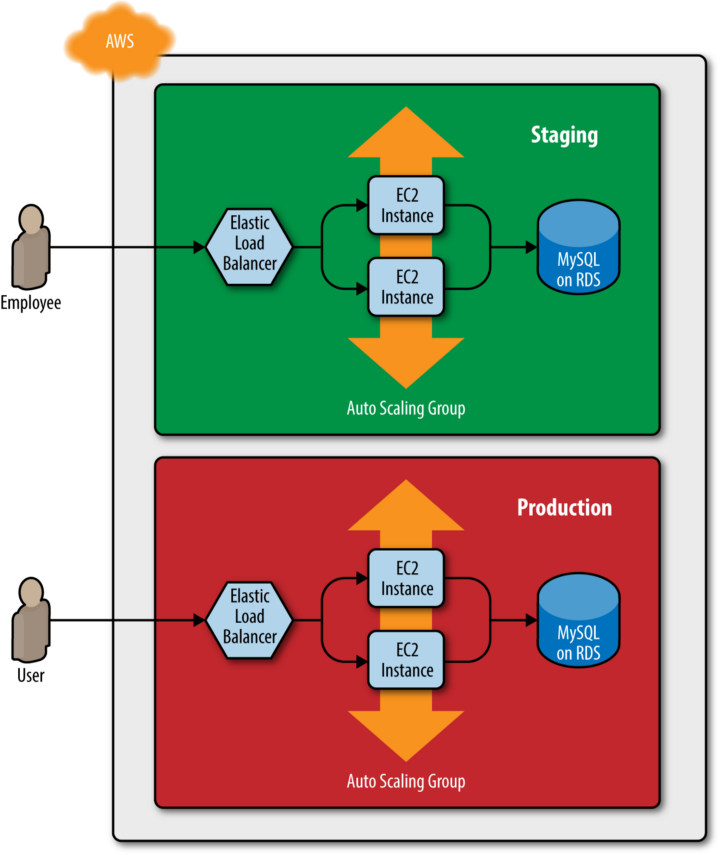 AWS
Staging
Employee
Elastic
Load
Balancer
EC2
Instance
EC2
Instance
MySQL
on RDS
Auto Scaling Group
Production
User
Elastic
Load
Balancer
EC2
Instance
EC2
Instance
MySQL
on RDS
Auto Scaling Group